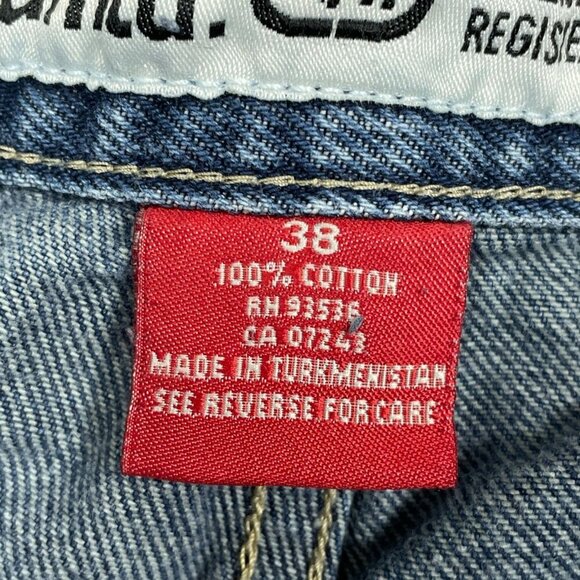 REGISTE
38
100% COTTON
RN 93536
CA 07243
MADE IN TURKMENISTAN
SEE REVERSE FOR CARE